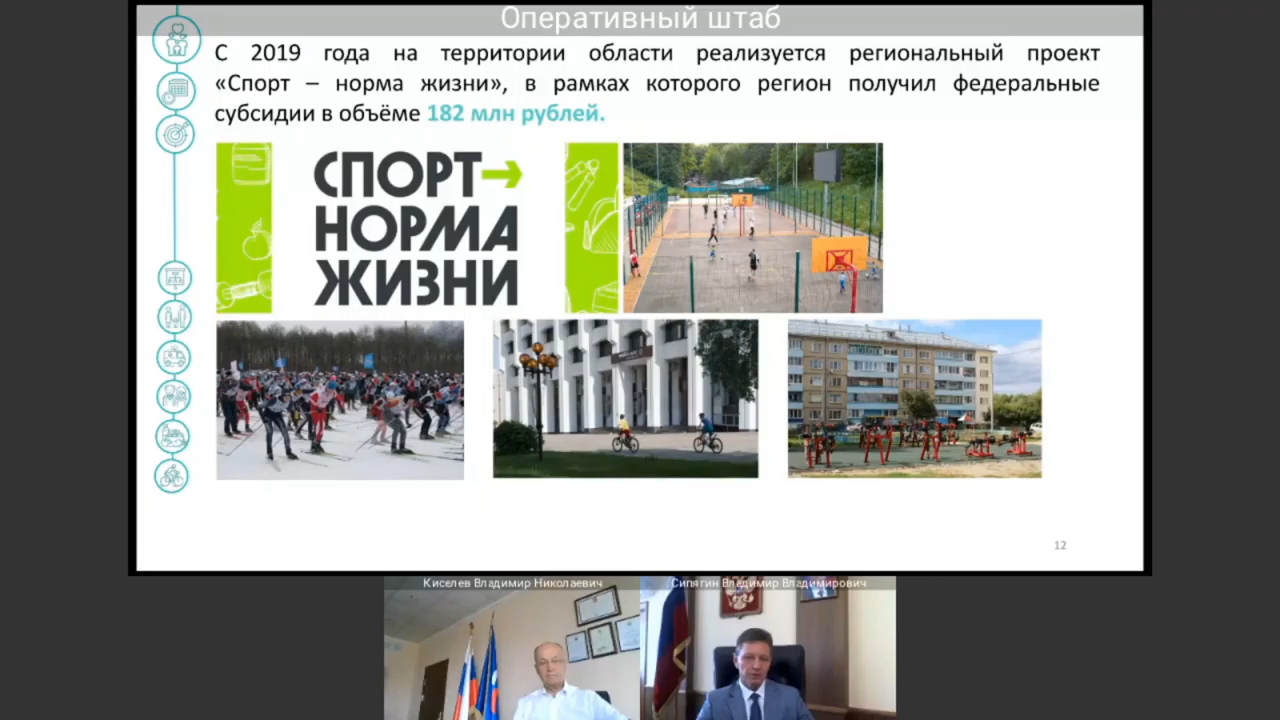 Оперативный штаб
С 2019 года на территории области реализуется региональный проект
«Спорт – норма жизни», в рамках которого регион получил федеральные
субсидии в объёме 182 млн рублей.
СПОРТ→
НОРМА
ЖИЗНИ
12
Киселев Владимир Николаевич
Сипягин Владимир Владимирович